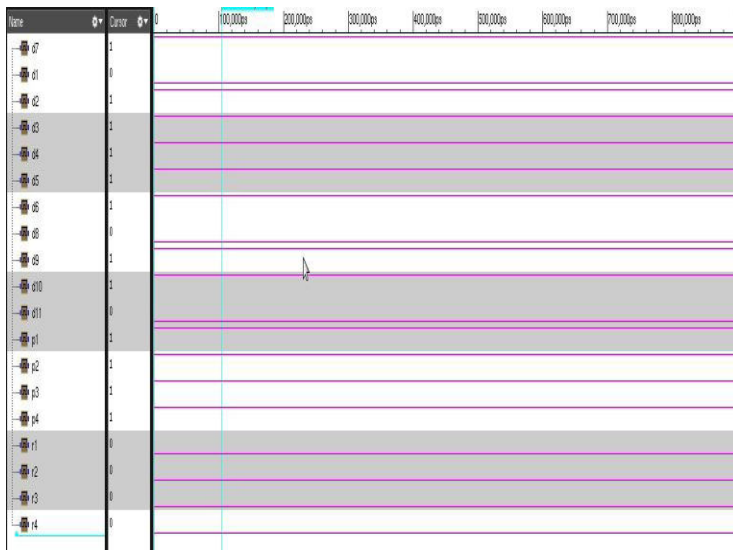 Name Cursor 0 100,000ps 200,000ps 300,000ps 400,000ps 500,000ps 600,000ps 700,000ps 800,000ps
d7 1
d1 0
d2 1
d3 1
d4 1
d5 1
d6 1
d8 0
d9 1
d10 1
d11 0
p1 1
p2 1
p3 1
p4 1
r1 0
r2 0
r3 0
r4 0